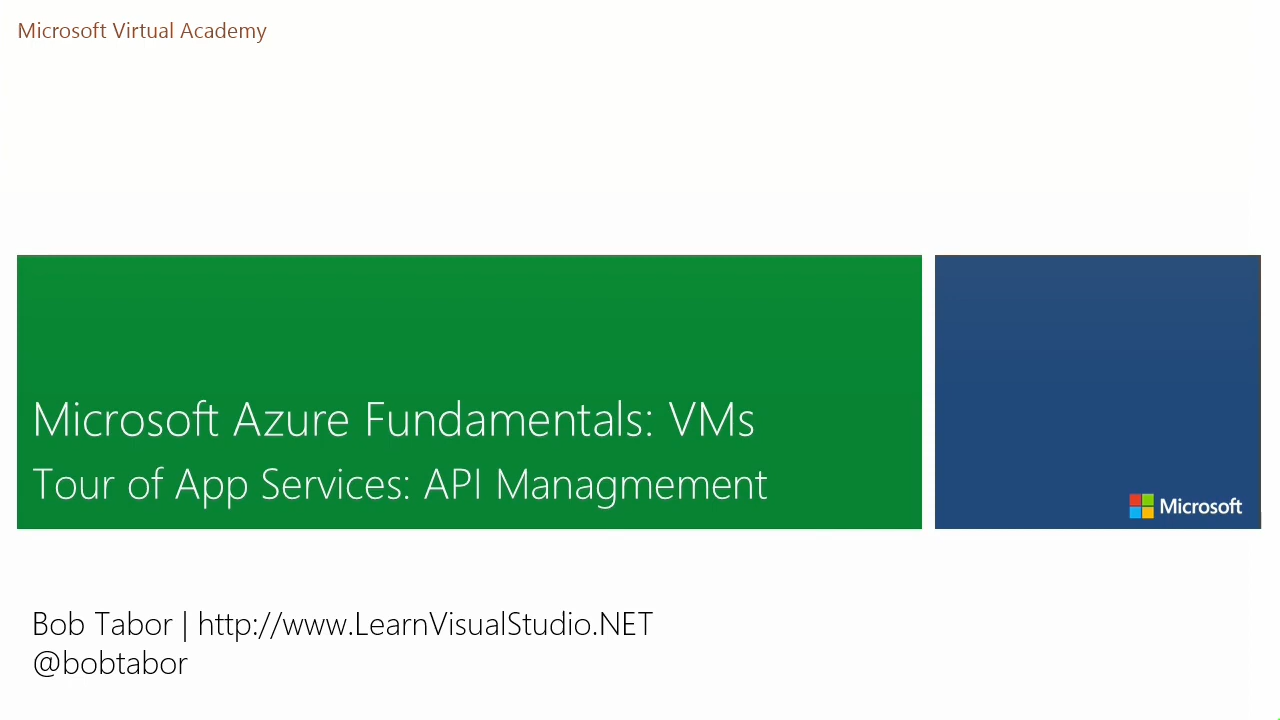 Microsoft Virtual Academy
Microsoft Azure Fundamentals: VMs
Tour of App Services: API Managmement
Microsoft
Bob Tabor | http://www.LearnVisualStudio.NET
@bobtabor